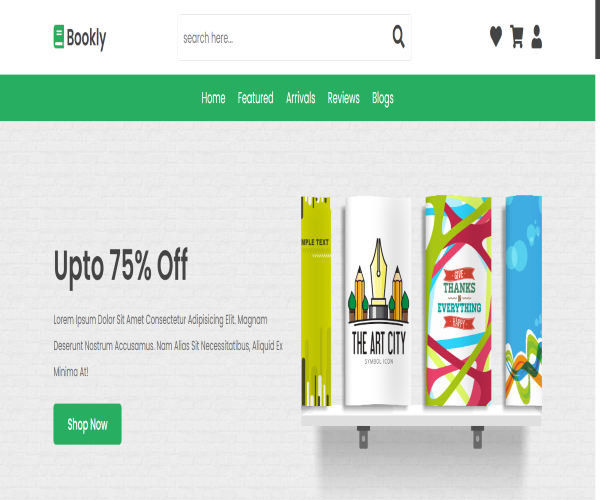 Bookly
search here...
Home Featured Arrivals Reviews Blogs
Upto 75% Off
Lorem Ipsum Dolor Sit Amet Consectetur Adipisicing Elit. Magnam
Deserunt Nostrum Accusamus. Nam Alias Sit Necessitatibus, Aliquid Ex
Minima At!
Shop Now
MPLE TEXT
THE ART CITY
SYMBOL ICON
GIVE
THANKS
IN
EVERYTHING
HAPPY